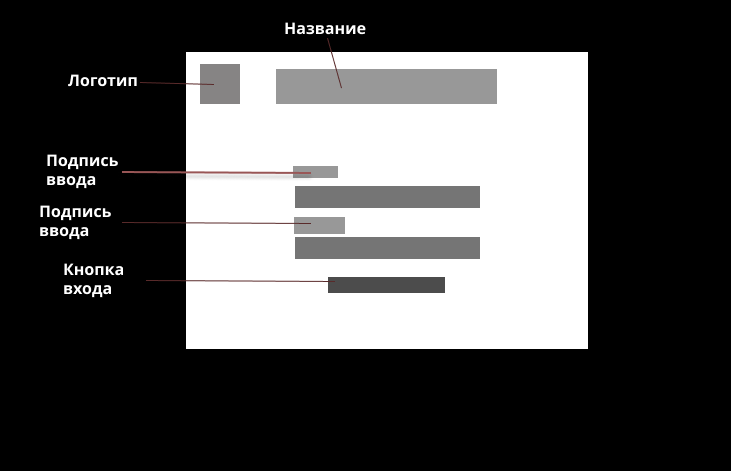 Название
Логотип
Подпись
ввода
Подпись
ввода
Кнопка
входа